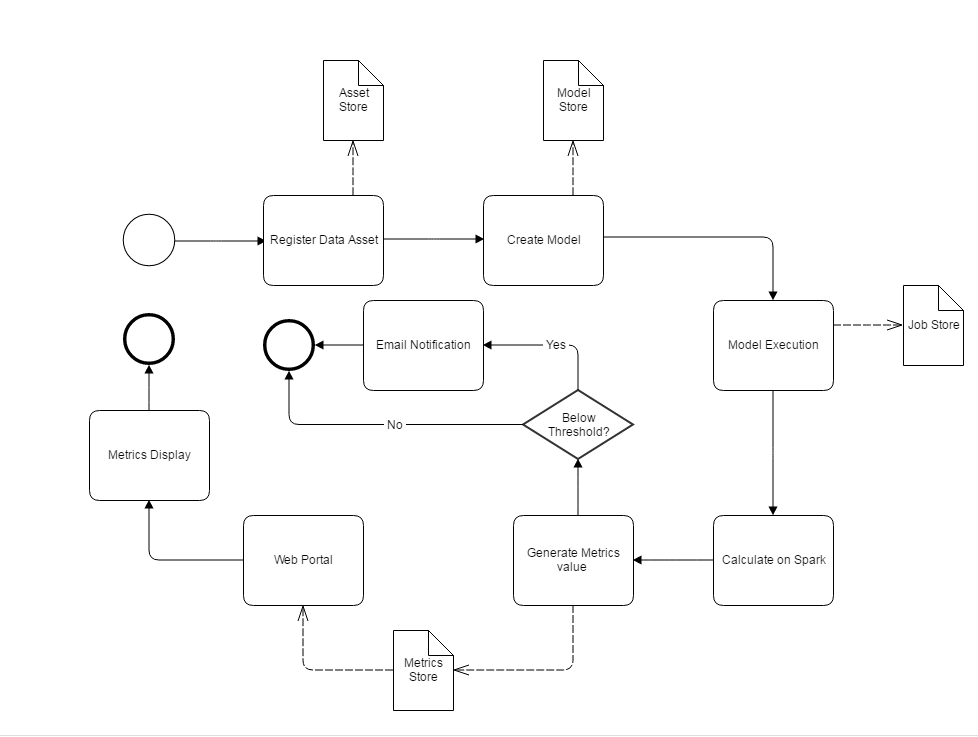 Asset
Store
Model
Store
Register Data Asset
Create Model
Job Store
Email Notification
Yes
Model Execution
Below
Threshold?
No
Metrics Display
Web Portal
Generate Metrics
value
Calculate on Spark
Metrics
Store